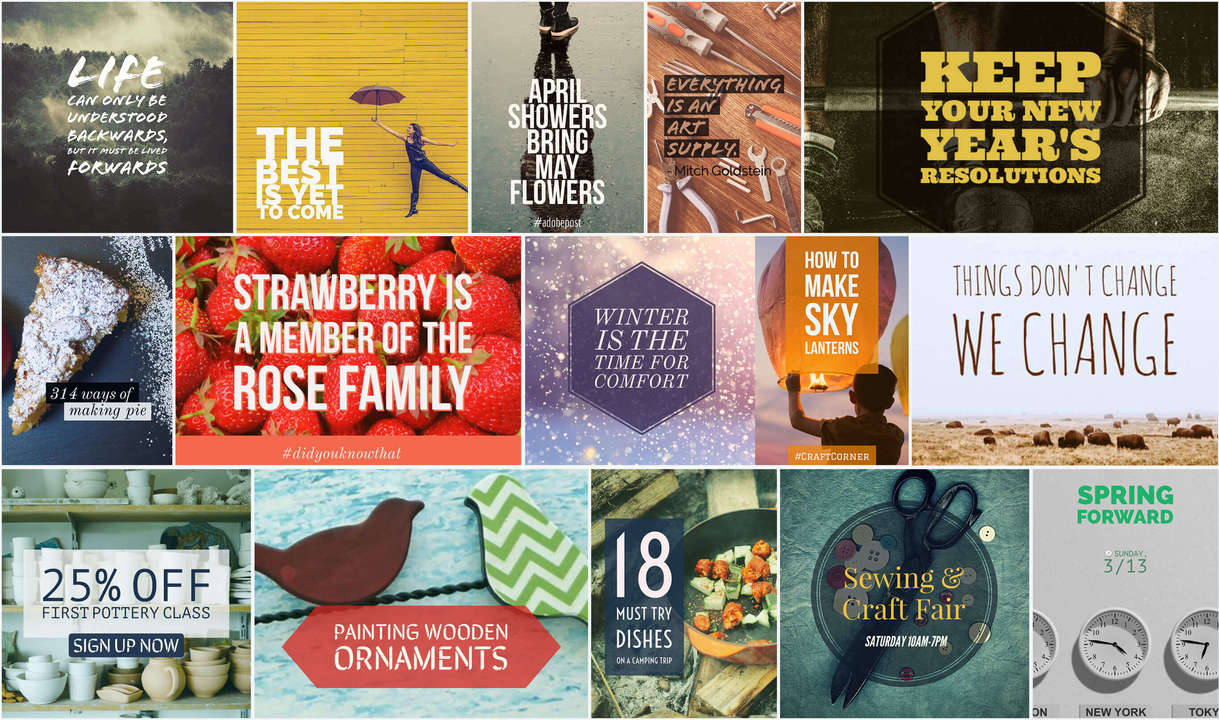 LIFE
CAN ONLY BE
UNDERSTOOD
BACKWARDS,
BUT IT MUST BE LIVED
FORWARDS
THE
BEST
IS YET
TO COME
APRIL
SHOWERS
BRING
MAY
FLOWERS
#adobepost
EVERYTHING
IS AN
ART
SUPPLY.
- Mitch Goldstein
KEEP
YOUR NEW
YEAR'S
RESOLUTIONS
314 ways of
making pie
STRAWBERRY IS
A MEMBER OF THE
ROSE FAMILY
#didyouknowthat
WINTER
IS THE
TIME FOR
COMFORT
HOW TO
MAKE
SKY
LANTERNS
#CRAFTCORNER
THINGS DON'T CHANGE
WE CHANGE
25% OFF
FIRST POTTERY CLASS
SIGN UP NOW
PAINTING WOODEN
ORNAMENTS
18
MUST TRY
DISHES
ON A CAMPING TRIP
Sewing &
Craft Fair
SATURDAY 10AM-7PM
SPRING
FORWARD
SUNDAY,
3/13
ON
NEW YORK
TOKY